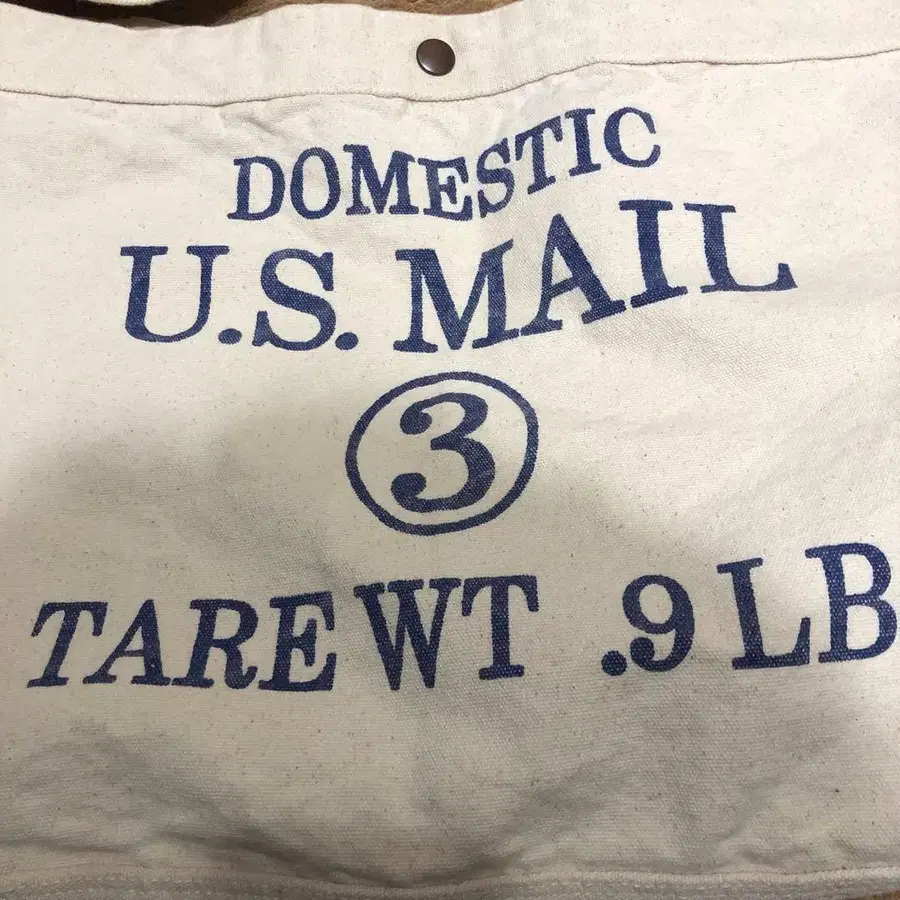 DOMESTIC
U.S. MAIL
3
TARE WT .9 LB